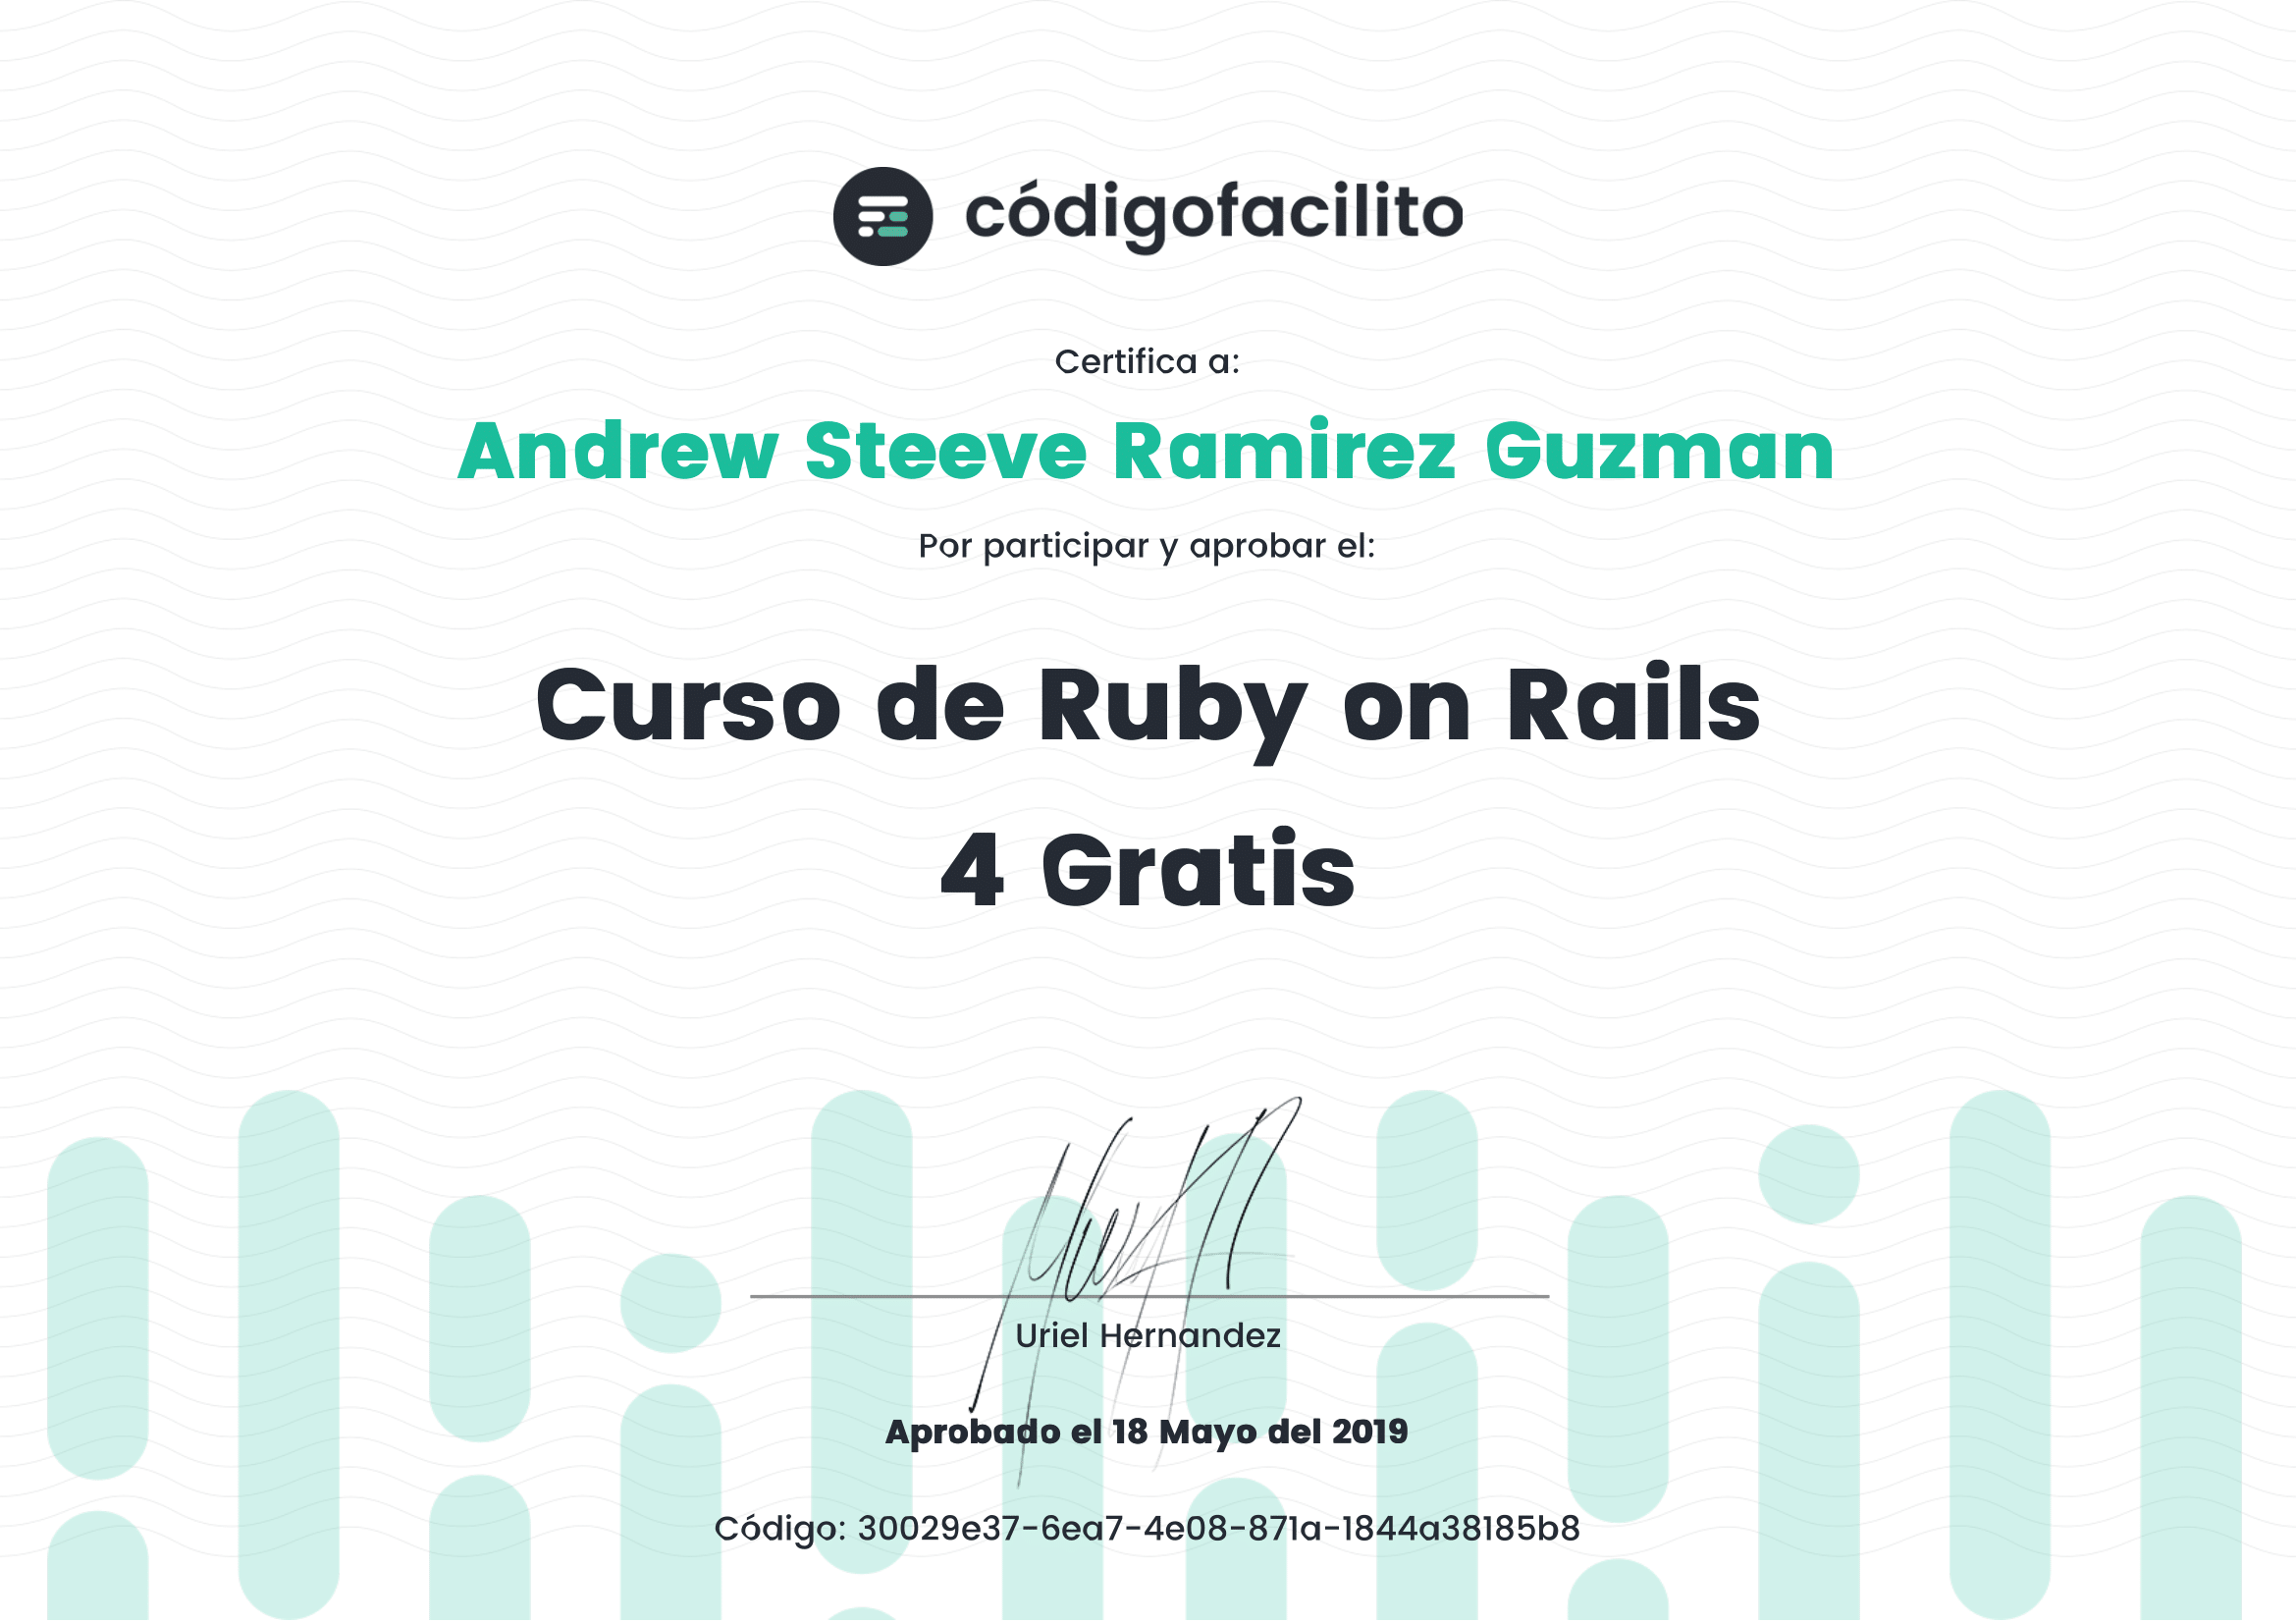 códigofacilito
Certifica a:
Andrew Steeve Ramirez Guzman
Por participar y aprobar el:
Curso de Ruby on Rails
4 Gratis
Uriel Hernandez
Aprobado el 18 Mayo del 2019
Código: 30029e37-6ea7-4e08-871a-1844a38185b8